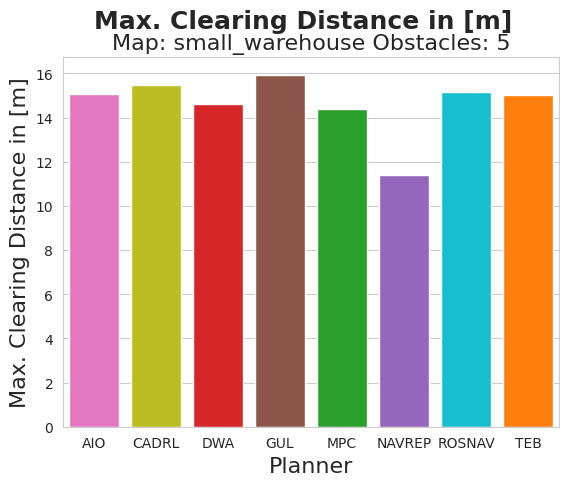 Max. Clearing Distance in [m]
Map: small_warehouse Obstacles: 5
Max. Clearing Distance in [m]
16
14
12
10
8
6
4
2
0
AIO CADRL DWA GUL MPC NAVREP ROSNAV TEB
Planner